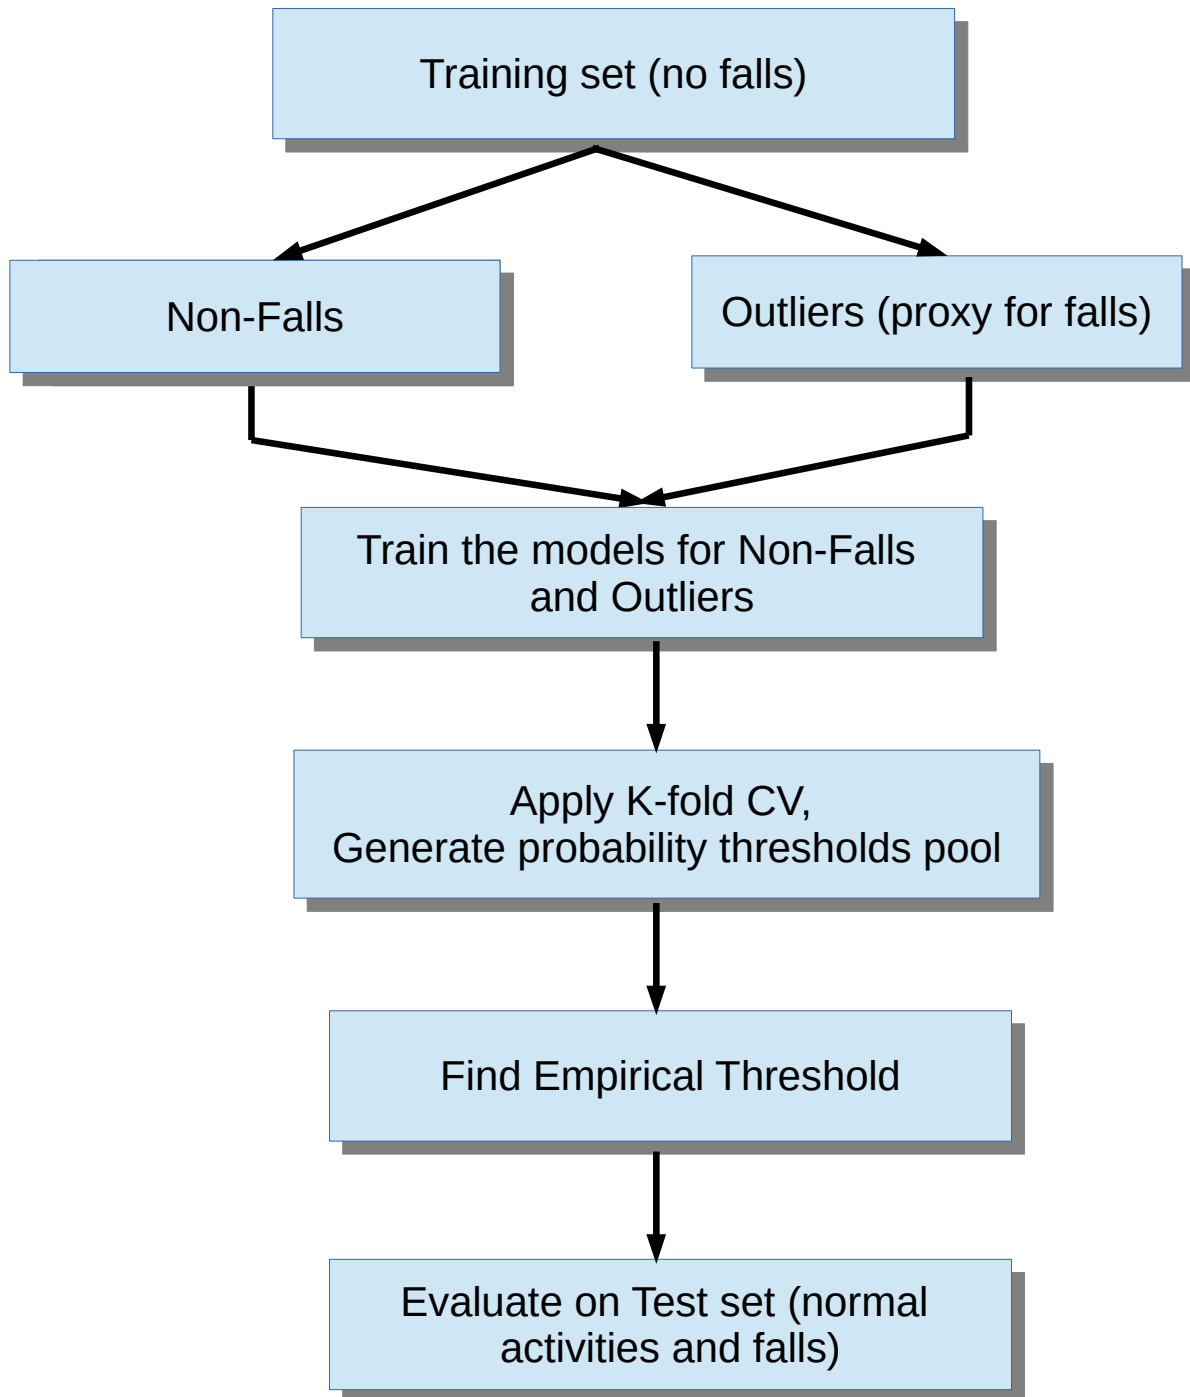 Training set (no falls)
Non-Falls
Outliers (proxy for falls)
Train the models for Non-Falls
and Outliers
Apply K-fold CV,
Generate probability thresholds pool
Find Empirical Threshold
Evaluate on Test set (normal
activities and falls)